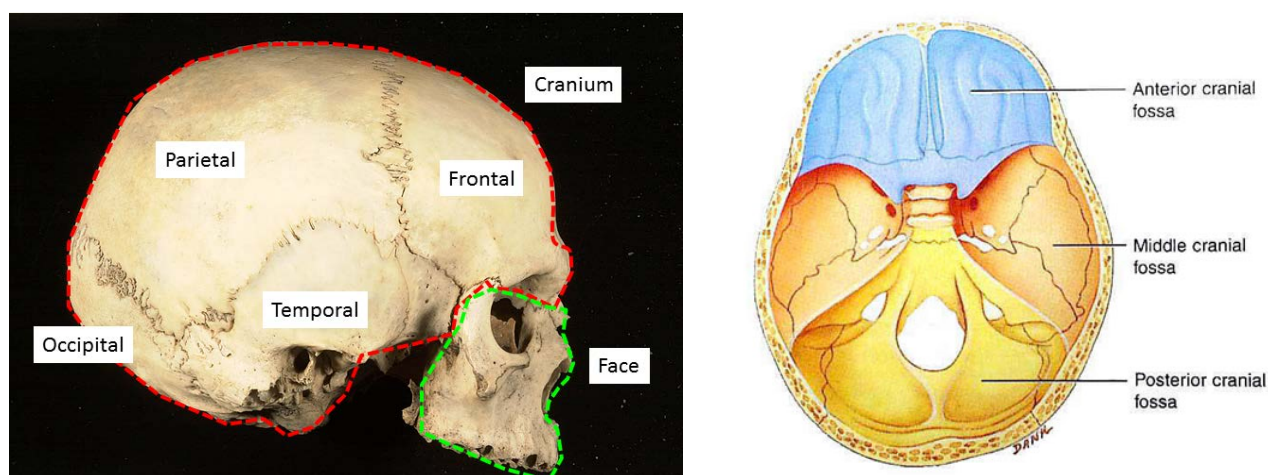 Cranium
Parietal
Frontal
Temporal
Occipital
Face
Anterior cranial
fossa
Middle cranial
fossa
Posterior cranial
fossa
DANK